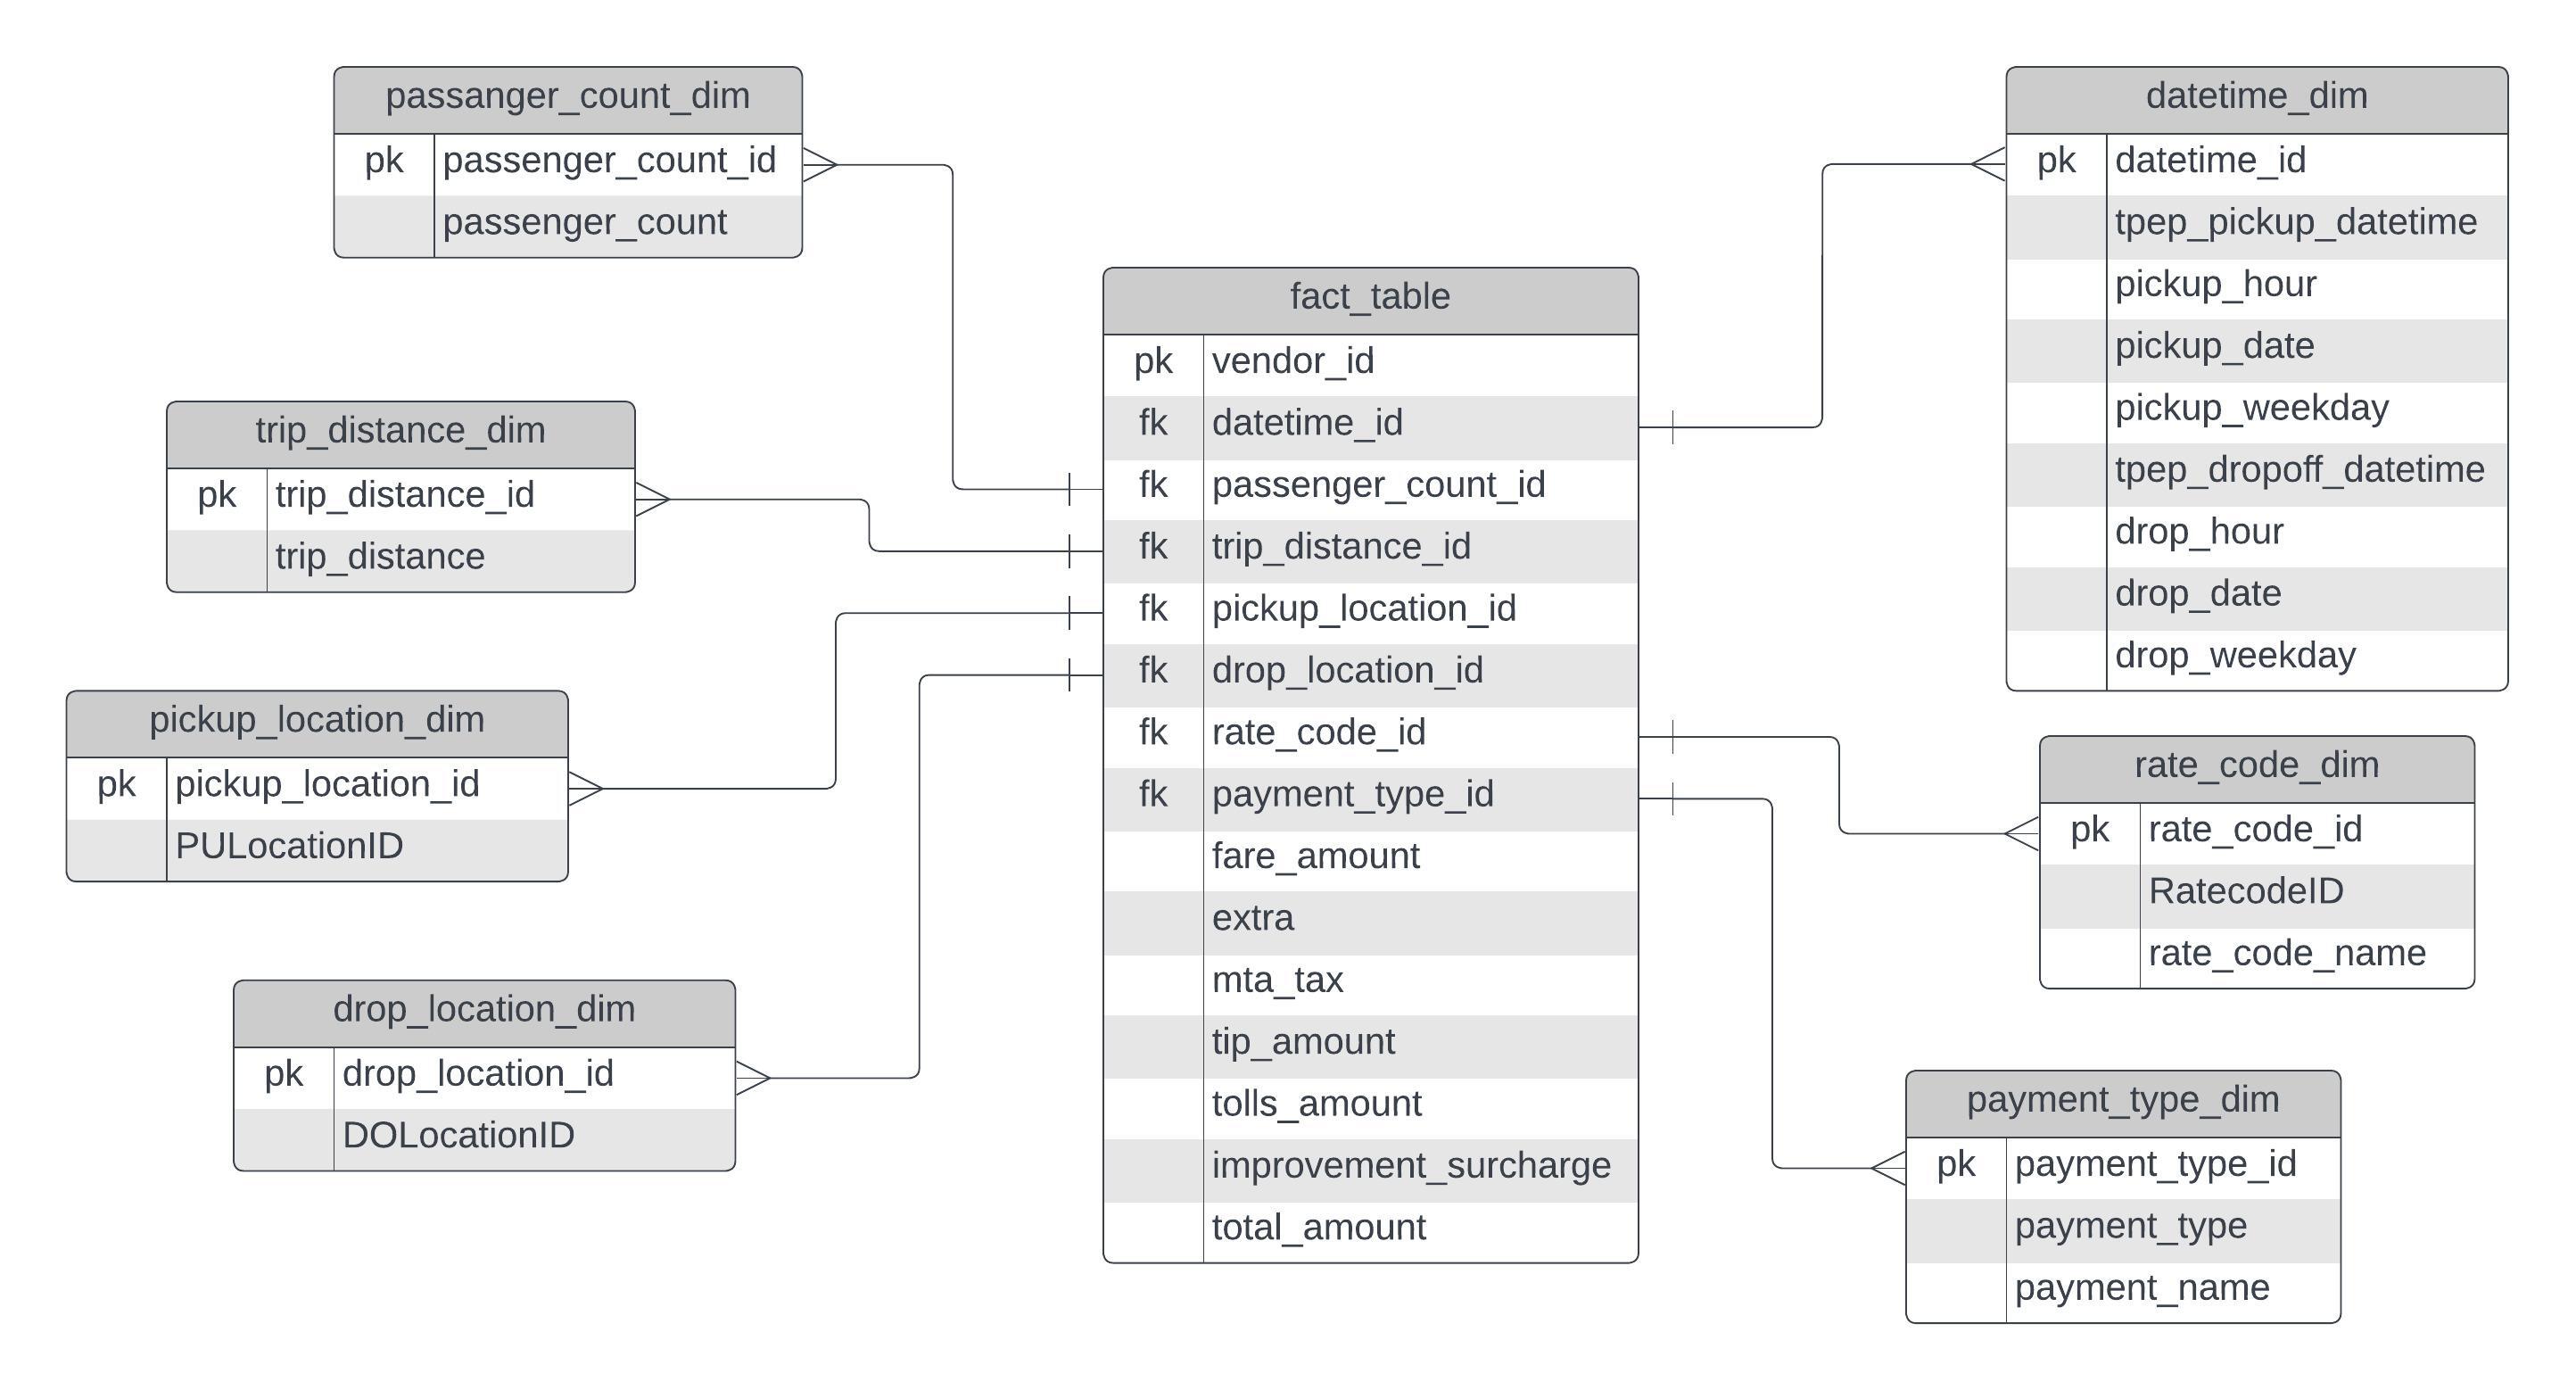 passanger_count_dim
pk passenger_count_id
passenger_count
trip_distance_dim
pk trip_distance_id
trip_distance
pickup_location_dim
pk pickup_location_id
PULocationID
drop_location_dim
pk drop_location_id
DOLocationID
fact_table
pk vendor_id
fk datetime_id
fk passenger_count_id
fk trip_distance_id
fk pickup_location_id
fk drop_location_id
fk rate_code_id
fk payment_type_id
fare_amount
extra
mta_tax
tip_amount
tolls_amount
improvement_surcharge
total_amount
datetime_dim
pk datetime_id
tpep_pickup_datetime
pickup_hour
pickup_date
pickup_weekday
tpep_dropoff_datetime
drop_hour
drop_date
drop_weekday
rate_code_dim
pk rate_code_id
RatecodeID
rate_code_name
payment_type_dim
pk payment_type_id
payment_type
payment_name